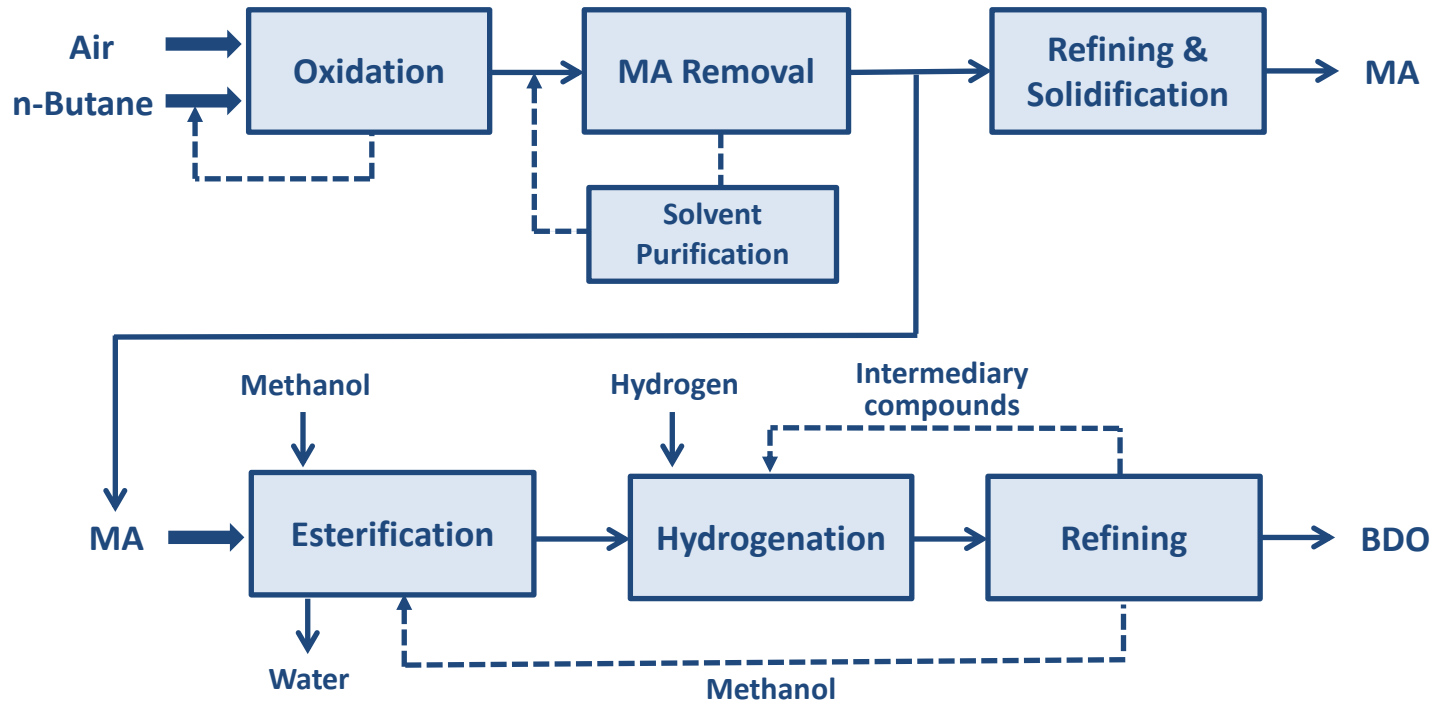 Air
n-Butane
Oxidation
MA Removal
Refining &
Solidification
MA
Solvent
Purification
Methanol
Hydrogen
Intermediary
compounds
MA
Esterification
Hydrogenation
Refining
BDO
Water
Methanol